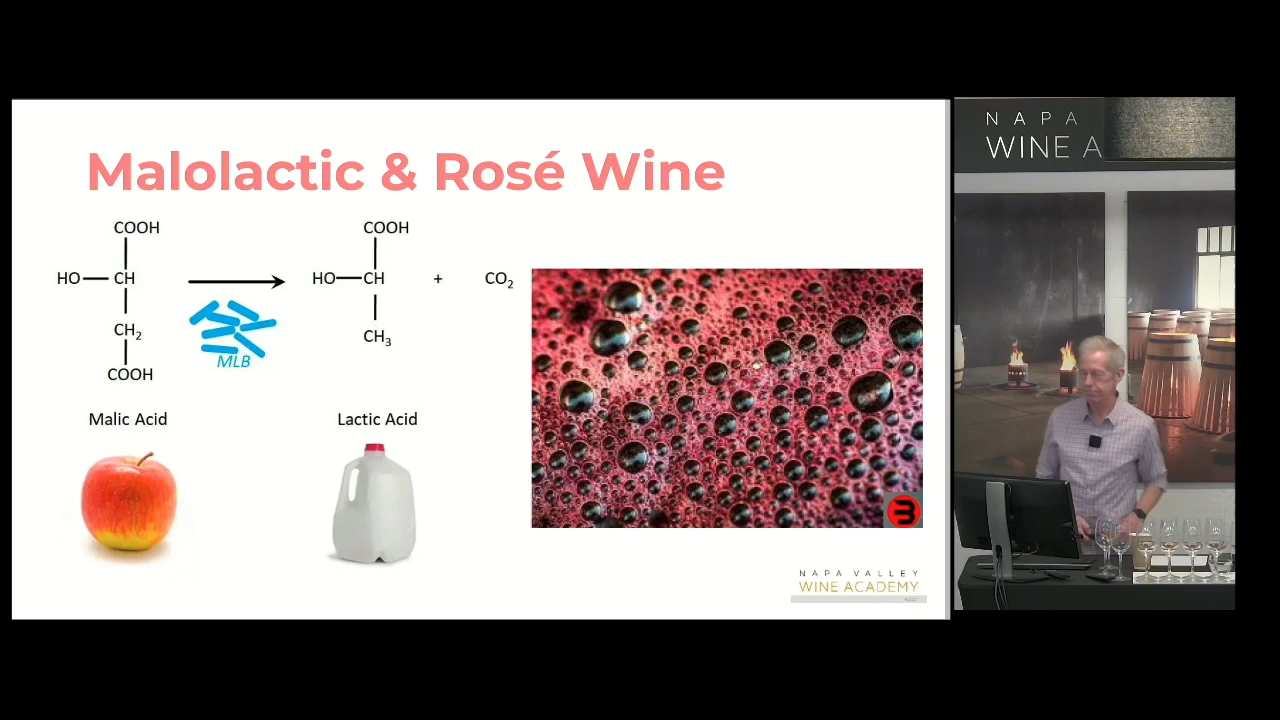 Malolactic & Rosé Wine
COOH
HO
CH
CH₂
COOH
MLB
COOH
HO
CH
CH₃
+
CO₂
Malic Acid
Lactic Acid
NAPA VALLEY
WINE ACADEMY
NAPA
WINE A